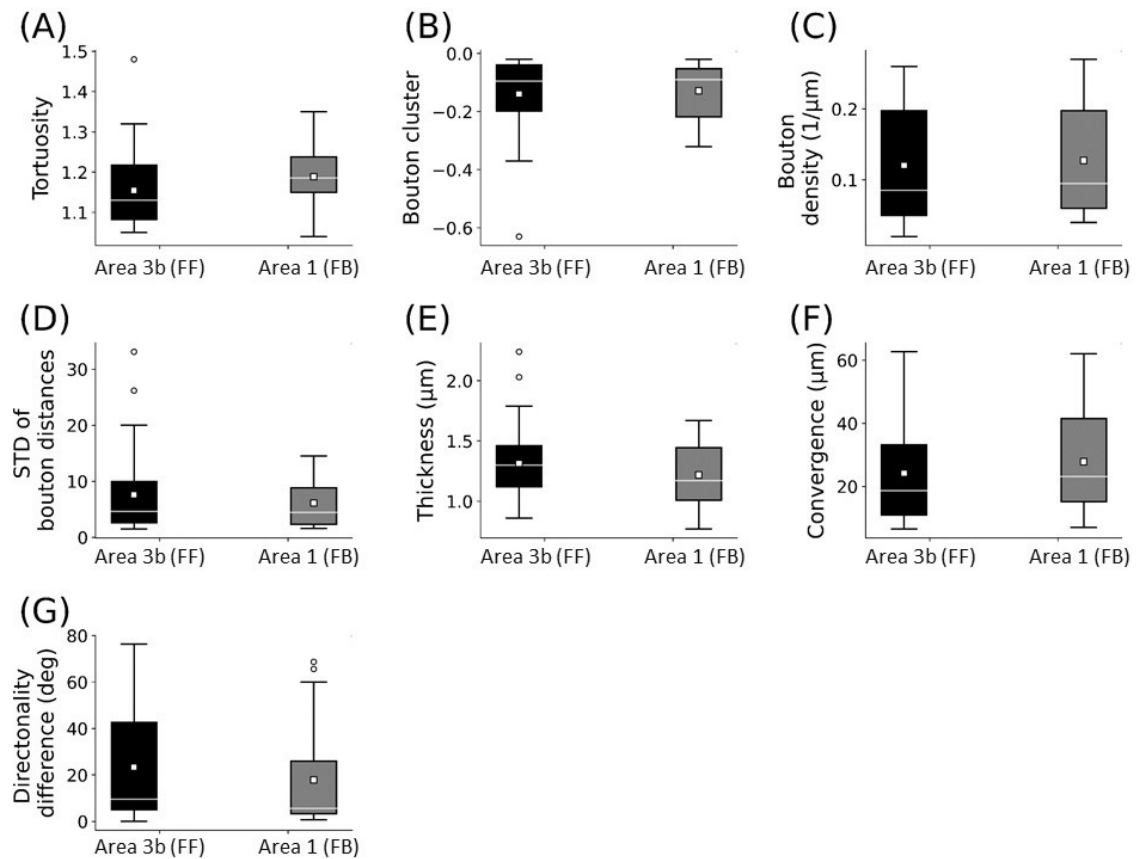 (A)
Tortuosity
1.5
1.4
1.3
1.2
1.1
Area 3b (FF) Area 1 (FB)
(B)
Bouton cluster
0.0
−0.2
−0.4
−0.6
Area 3b (FF) Area 1 (FB)
(C)
Bouton
density (1/μm)
0.2
0.1
Area 3b (FF) Area 1 (FB)
(D)
STD of
bouton distances
30
20
10
0
Area 3b (FF) Area 1 (FB)
(E)
Thickness (μm)
2.0
1.5
1.0
Area 3b (FF) Area 1 (FB)
(F)
Convergence (μm)
60
40
20
Area 3b (FF) Area 1 (FB)
(G)
Directonality
difference (deg)
80
60
40
20
0
Area 3b (FF) Area 1 (FB)